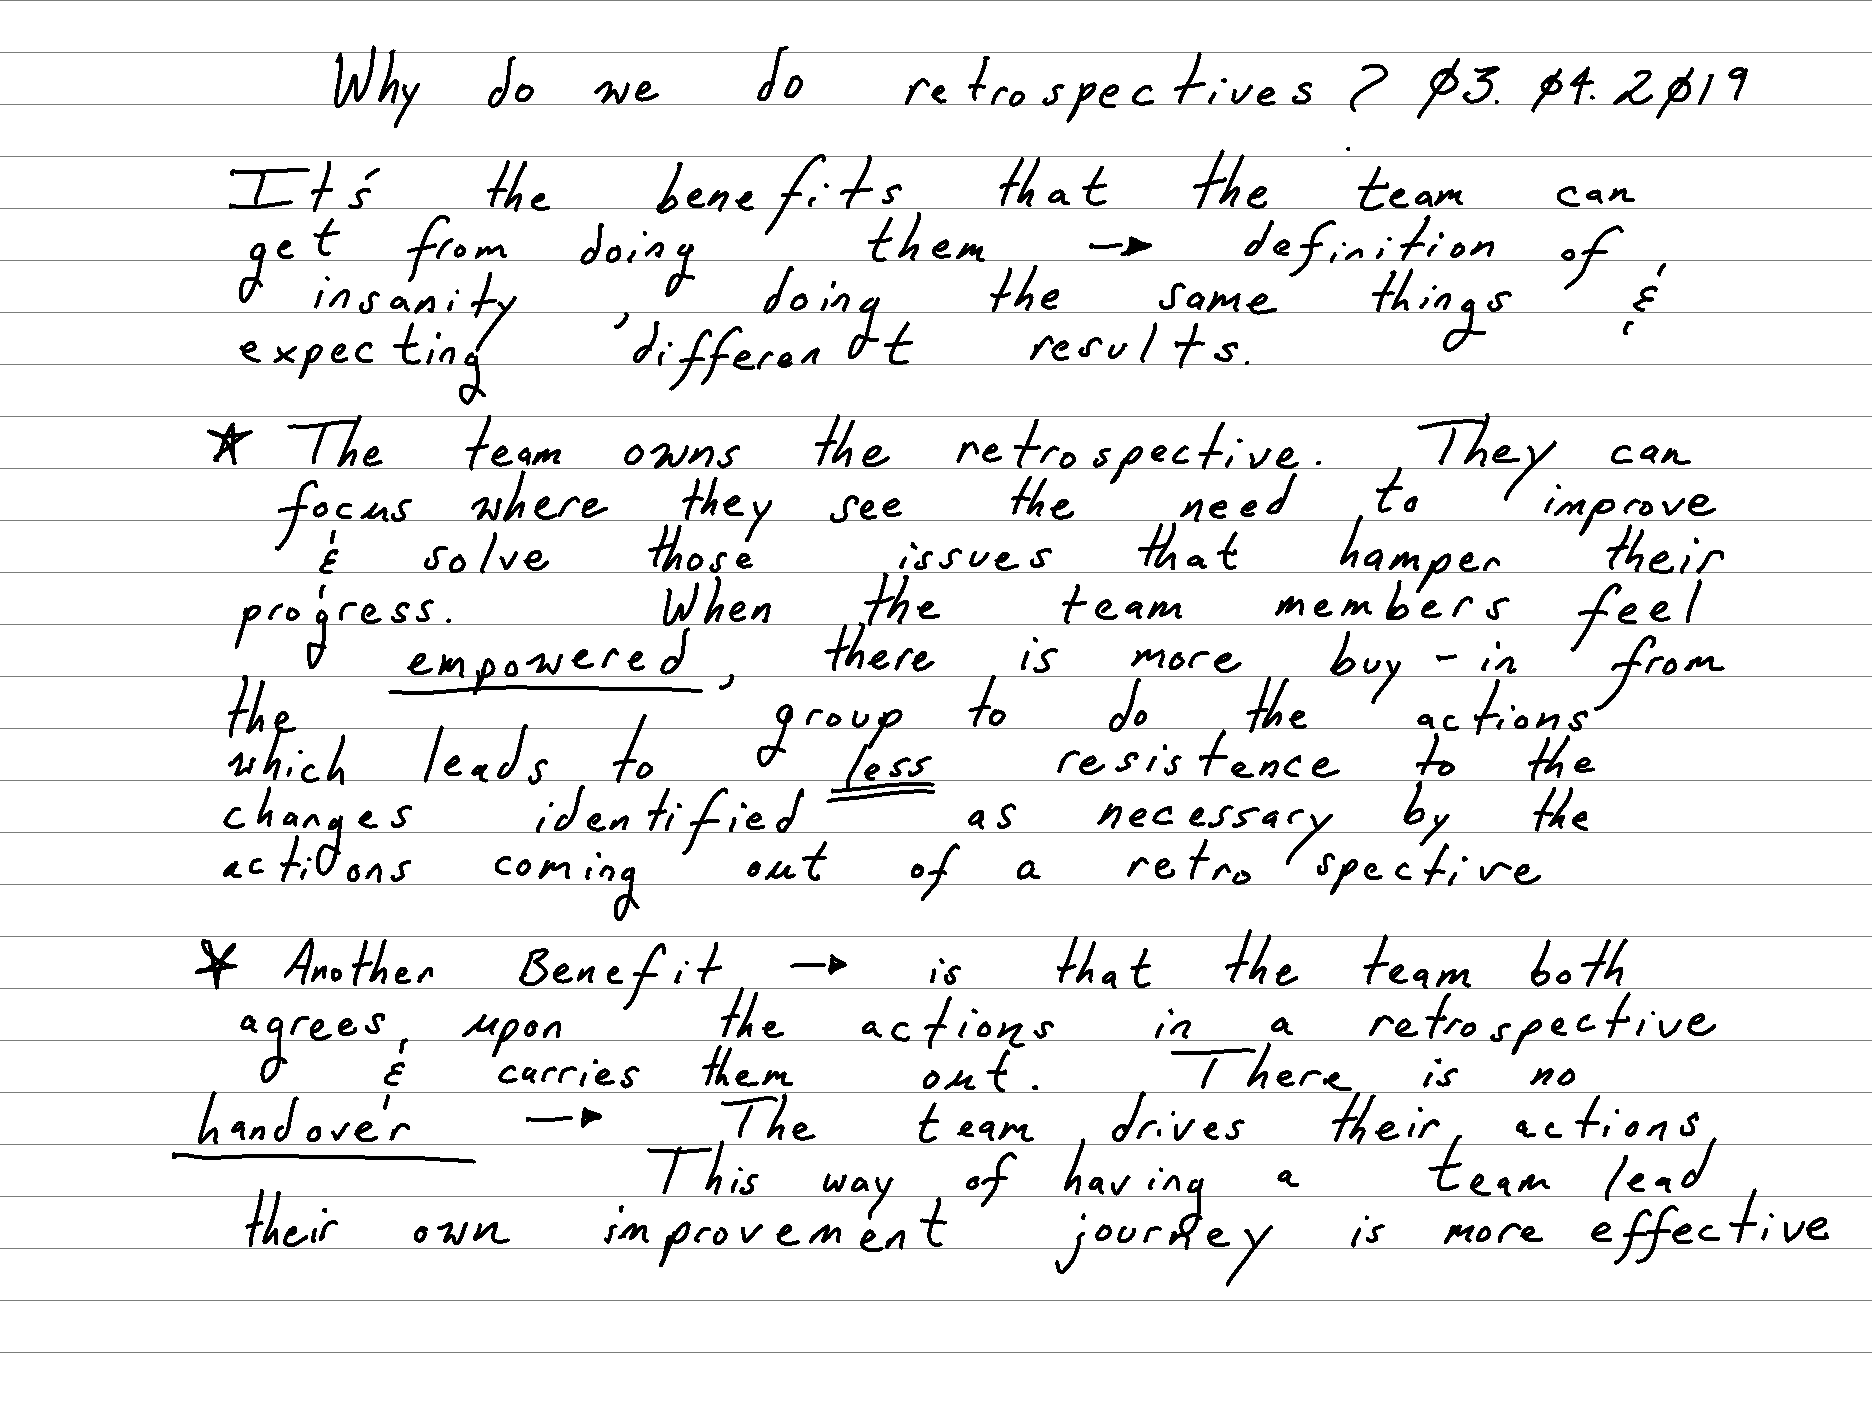 Why do we do retrospectives? 03.04.2019
It's the benefits that the team can
get from doing them → definition of
insanity, doing the same things &
expecting different results.
★ The team owns the retrospective. They can
focus where they see the need to improve
& solve those issues that hamper their
progress. When the team members feel
empowered, there is more buy-in from
the group to do the actions
which leads to less resistence to the
changes identified as necessary by the
actions coming out of a retrospective
★ Another Benefit → is that the team both
agrees upon the actions in a retrospective
& carries them out. There is no
handover → The team drives their actions
This way of having a team lead
their own improvement journey is more effective